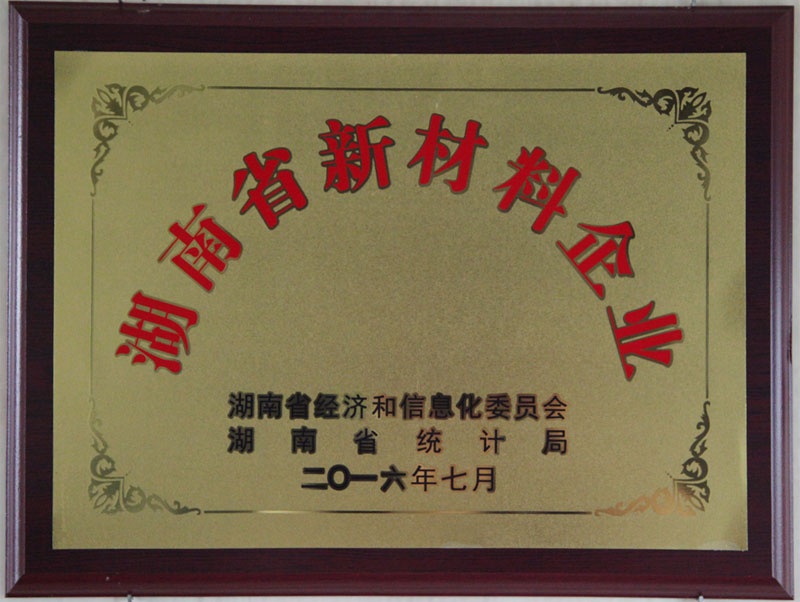 湖南省新材料企业
湖南省经济和信息化委员会
湖南省统计局
二〇一六年七月